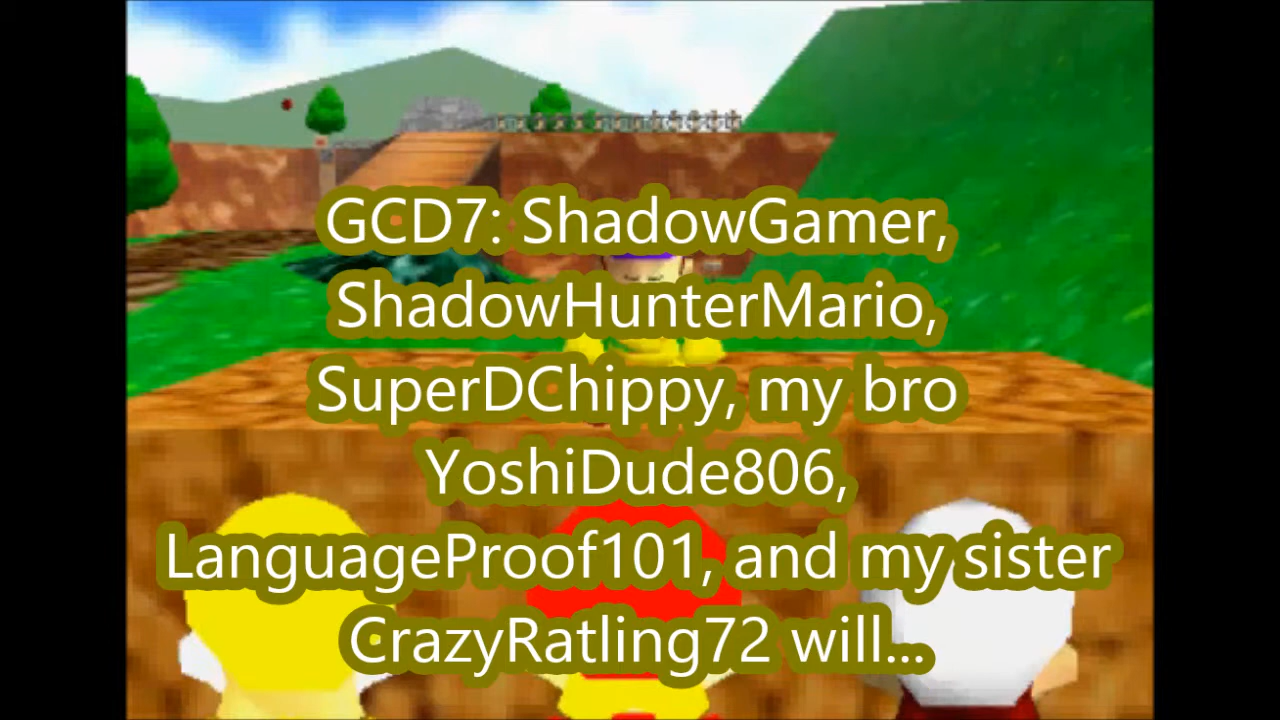 GCD7: ShadowGamer,
ShadowHunterMario,
SuperDChippy, my bro
YoshiDude806,
LanguageProof101, and my sister
CrazyRatling72 will...